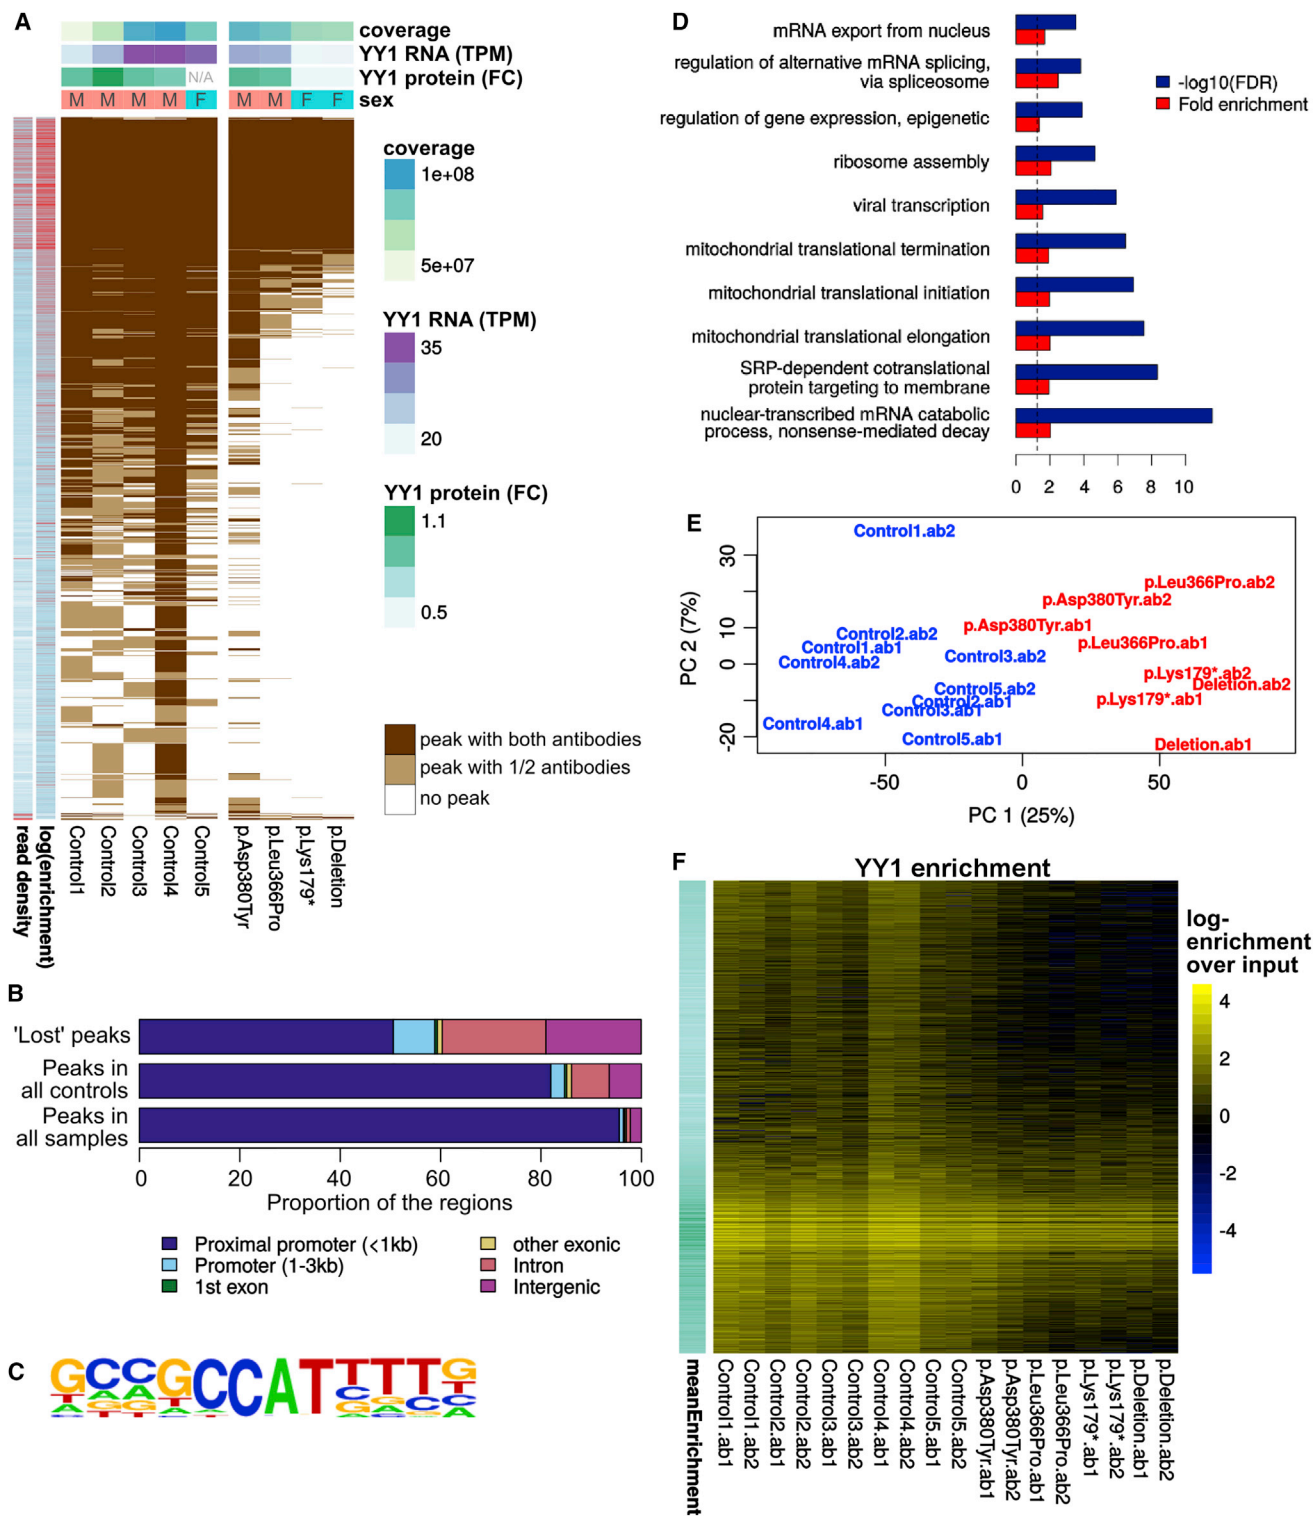 A
coverage
YY1 RNA (TPM)
YY1 protein (FC)
N/A
sex
M M M M F M M F F
coverage
1e+08
5e+07
YY1 RNA (TPM)
35
20
YY1 protein (FC)
1.1
0.5
peak with both antibodies
peak with 1/2 antibodies
no peak
read density
log(enrichment)
Control1
Control2
Control3
Control4
Control5
p.Asp380Tyr
p.Leu366Pro
p.Lys179*
p.Deletion
B
'Lost' peaks
Peaks in
all controls
Peaks in
all samples
0 20 40 60 80 100
Proportion of the regions
Proximal promoter (<1kb)
Promoter (1-3kb)
1st exon
other exonic
Intron
Intergenic
C
D
mRNA export from nucleus
regulation of alternative mRNA splicing,
via spliceosome
regulation of gene expression, epigenetic
ribosome assembly
viral transcription
mitochondrial translational termination
mitochondrial translational initiation
mitochondrial translational elongation
SRP-dependent cotranslational
protein targeting to membrane
nuclear-transcribed mRNA catabolic
process, nonsense-mediated decay
-log10(FDR)
Fold enrichment
0 2 4 6 8 10
E
PC 2 (7%)
30
10
0
-20
Control1.ab2
p.Leu366Pro.ab2
p.Asp380Tyr.ab2
p.Asp380Tyr.ab1
Control2.ab2
p.Leu366Pro.ab1
Control1.ab1
Control3.ab2
Control4.ab2
p.Lys179*.ab2
Deletion.ab2
Control5.ab2
Control2.ab1
p.Lys179*.ab1
Control3.ab1
Control4.ab1
Control5.ab1
Deletion.ab1
-50 0 50
PC 1 (25%)
F
YY1 enrichment
log-
enrichment
over input
4
2
0
-2
-4
meanEnrichment
Control1.ab1
Control1.ab2
Control2.ab1
Control2.ab2
Control3.ab1
Control3.ab2
Control4.ab1
Control4.ab2
Control5.ab1
Control5.ab2
p.Asp380Tyr.ab1
p.Asp380Tyr.ab2
p.Leu366Pro.ab1
p.Leu366Pro.ab2
p.Lys179*.ab1
p.Lys179*.ab2
p.Deletion.ab1
p.Deletion.ab2